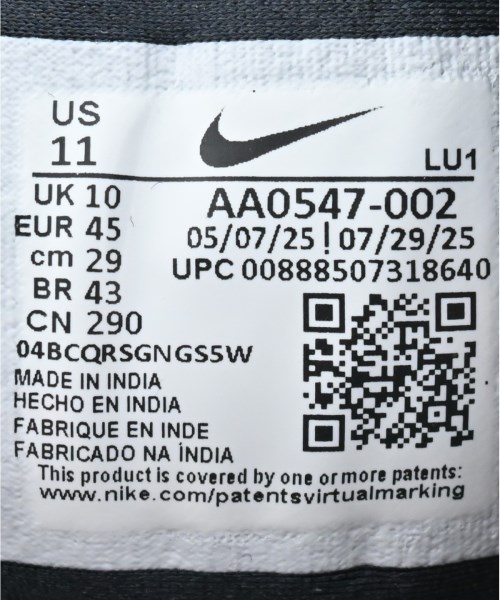 US
11
LU1
UK 10
AA0547-002
EUR 45
05/07/25 | 07/29/25
cm 29
UPC 00888507318640
BR 43
CN 290
04BCQRSGNGS5W
MADE IN INDIA
HECHO EN INDIA
FABRIQUE EN INDE
FABRICADO NA ÍNDIA
This product is covered by one or more patents:
www.nike.com/patentsvirtualmarking